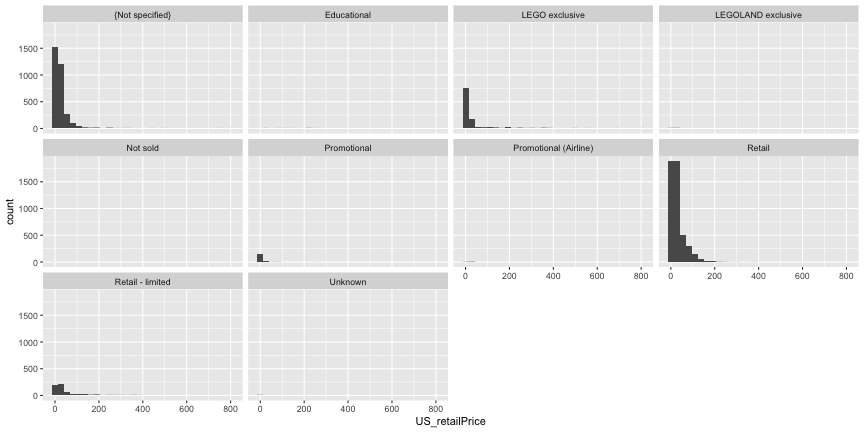 {Not specified} Educational LEGO exclusive LEGOLAND exclusive
1500
1000
500
0
Not sold Promotional Promotional (Airline) Retail
1500
1000
500
0
0 200 400 600 800 0 200 400 600 800
Retail - limited Unknown
1500
1000
500
0
0 200 400 600 800 0 200 400 600 800
count
US_retailPrice